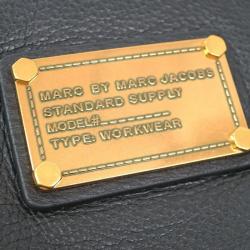 MARC BY MARC JACOBS
STANDARD SUPPLY
MODEL#
TYPE: WORKWEAR